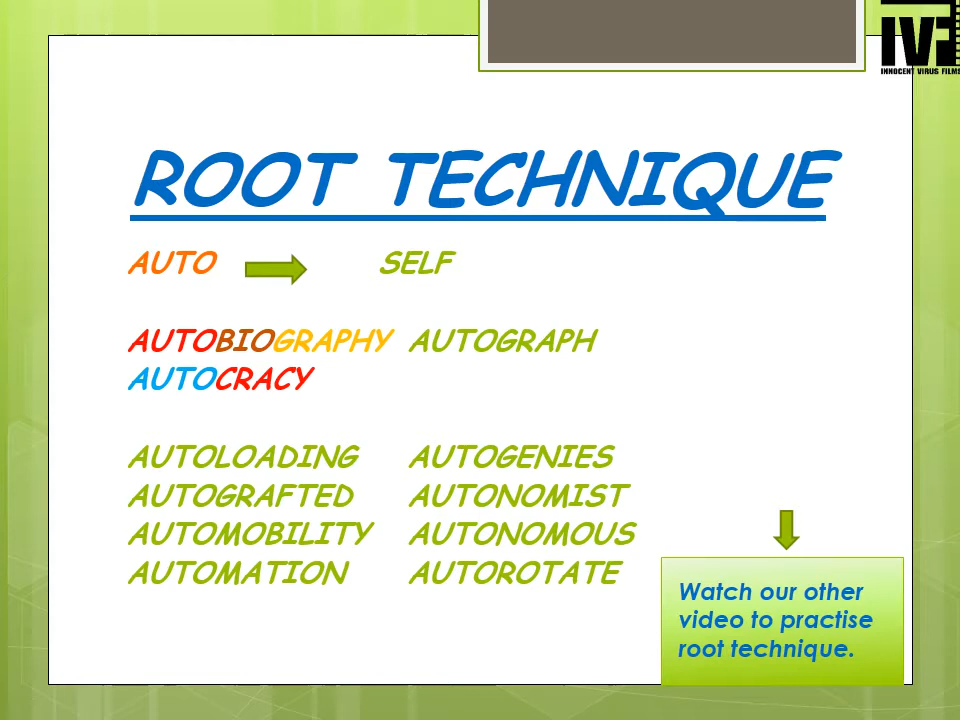 IVF
INNOCENT VIRUS FILMS
ROOT TECHNIQUE
AUTO SELF
AUTOBIOGRAPHY AUTOGRAPH
AUTOCRACY
AUTOLOADING AUTOGENIES
AUTOGRAFTED AUTONOMIST
AUTOMOBILITY AUTONOMOUS
AUTOMATION AUTOROTATE
Watch our other
video to practise
root technique.